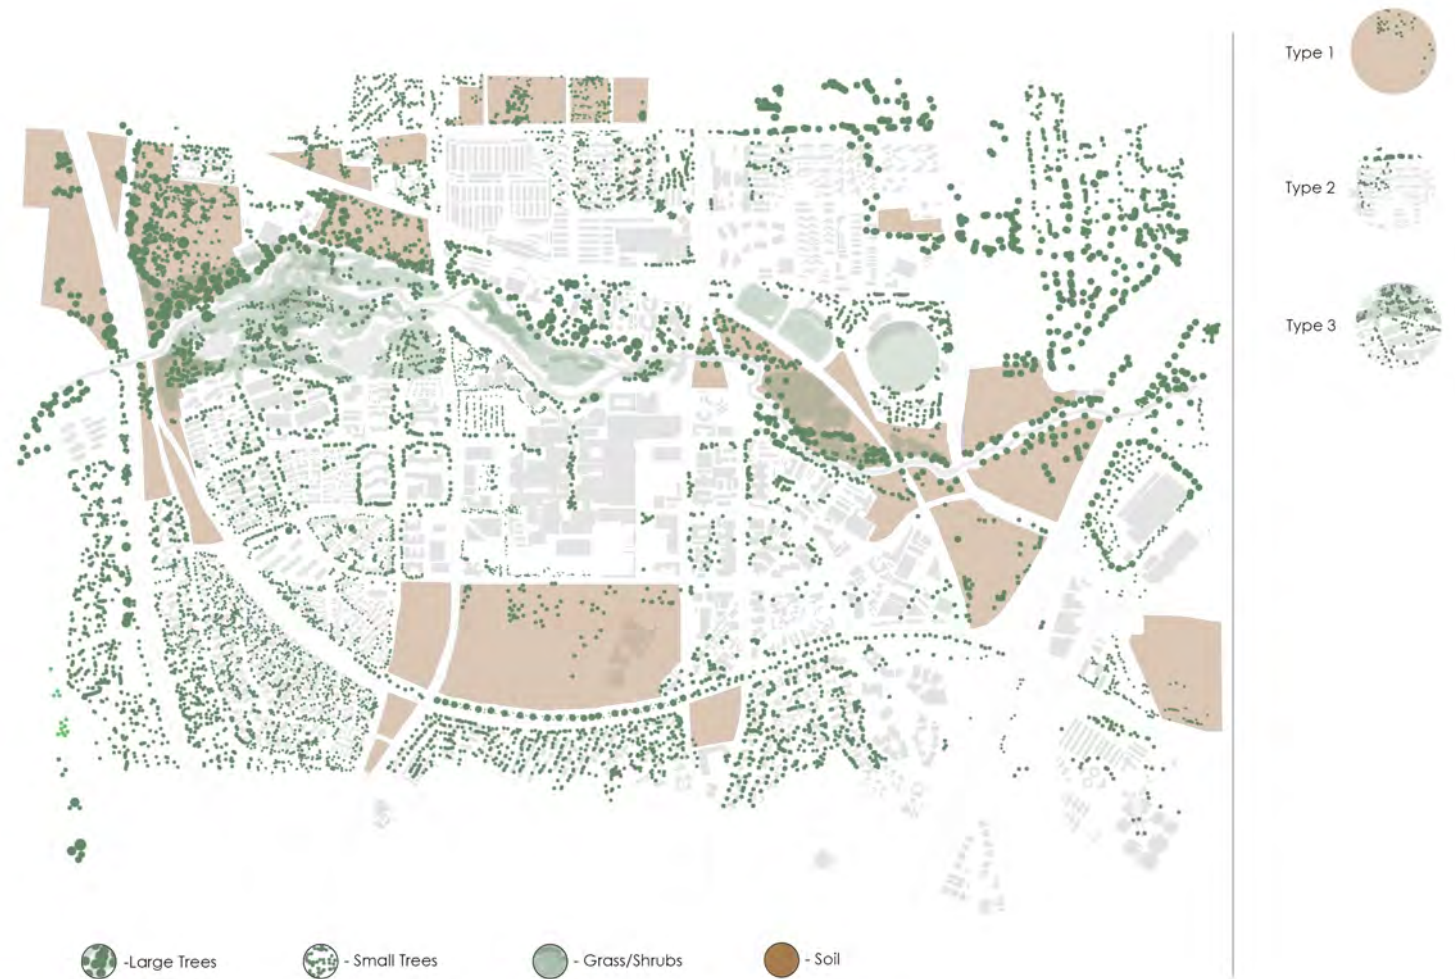 Type 1
Type 2
Type 3
-Large Trees
- Small Trees
- Grass/Shrubs
- Soil